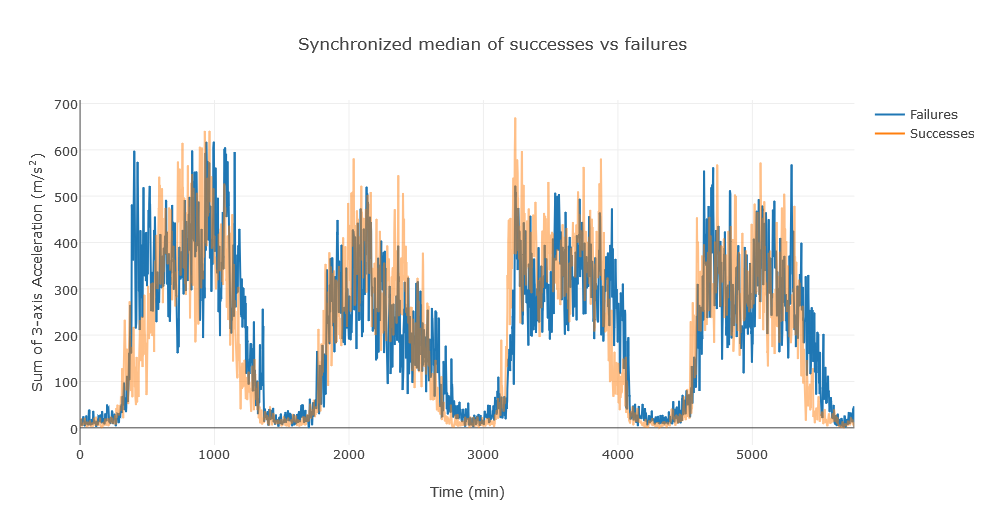 Synchronized median of successes vs failures
Failures
Successes
Sum of 3-axis Acceleration (m/s²)
700
600
500
400
300
200
100
0
0
1000
2000
3000
4000
5000
Time (min)